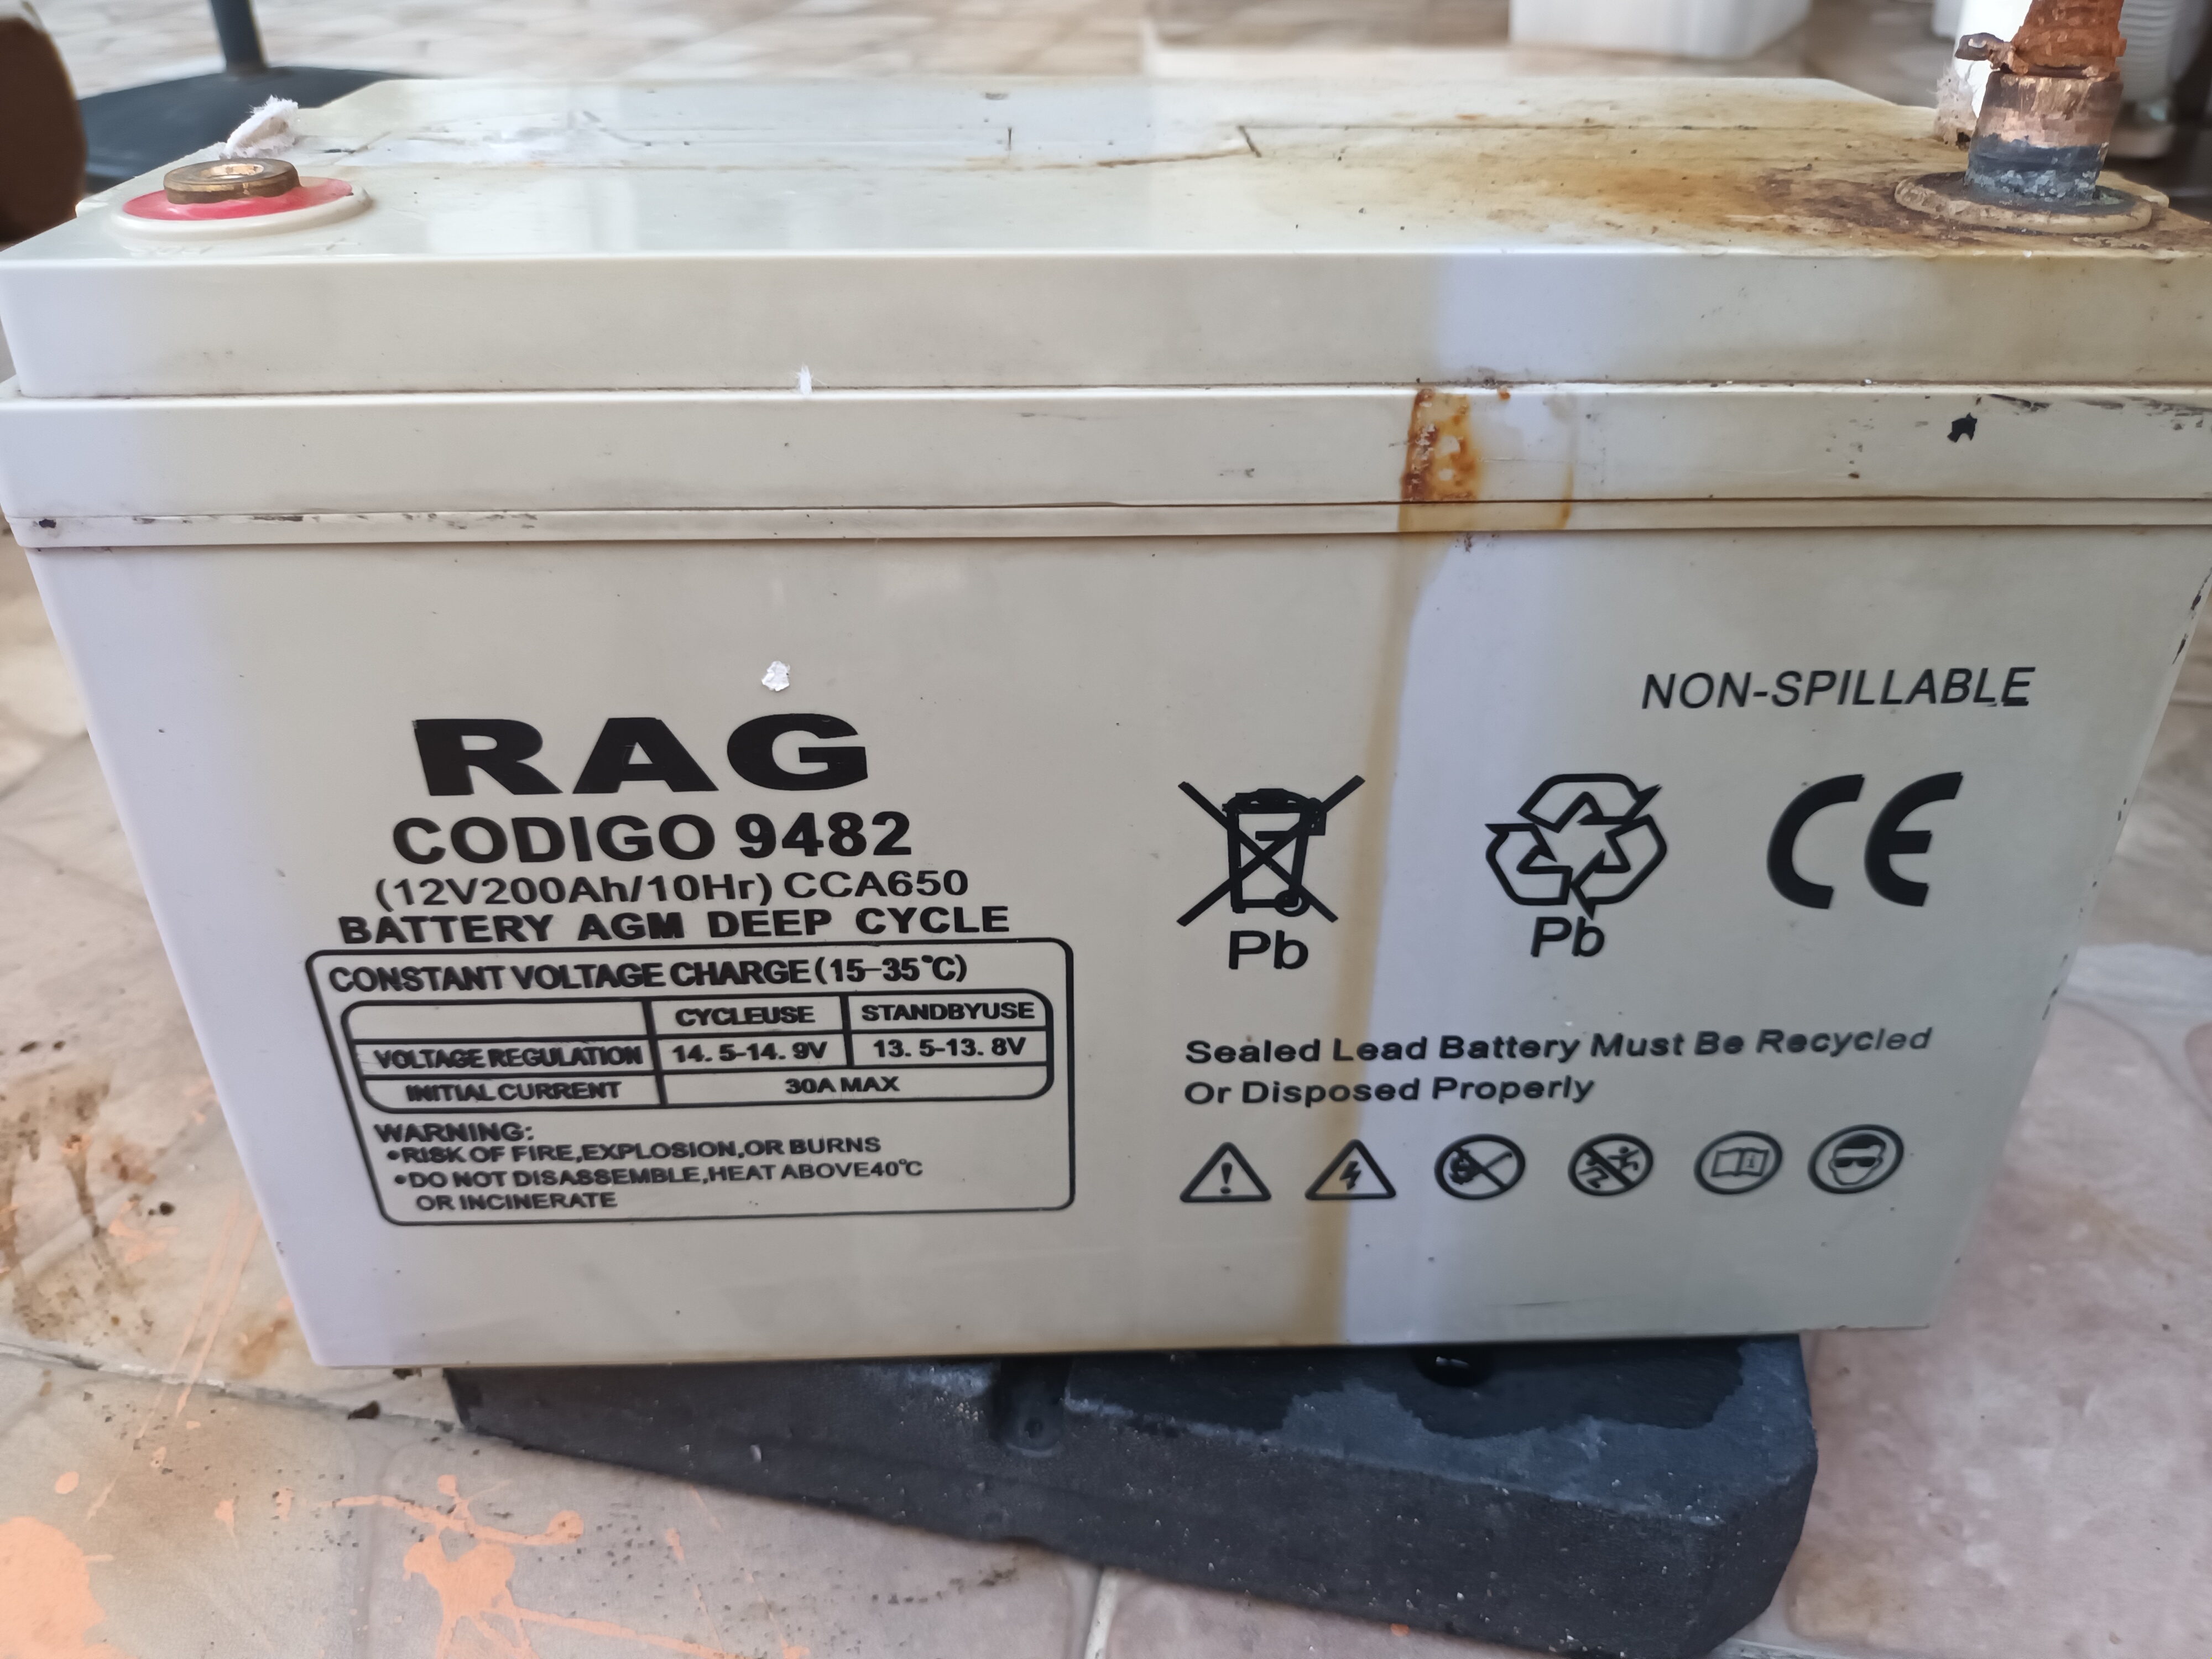 RAG
CODIGO 9482
(12V200Ah/10Hr) CCA650
BATTERY AGM DEEP CYCLE
CONSTANT VOLTAGE CHARGE (15-35°C)
CYCLEUSE STANDBYUSE
VOLTAGE REGULATION 14. 5-14. 9V 13. 5-13. 8V
INITIAL CURRENT 30A MAX
WARNING:
•RISK OF FIRE,EXPLOSION,OR BURNS
•DO NOT DISASSEMBLE,HEAT ABOVE40℃
OR INCINERATE
NON-SPILLABLE
Pb
Pb
CE
Sealed Lead Battery Must Be Recycled
Or Disposed Properly